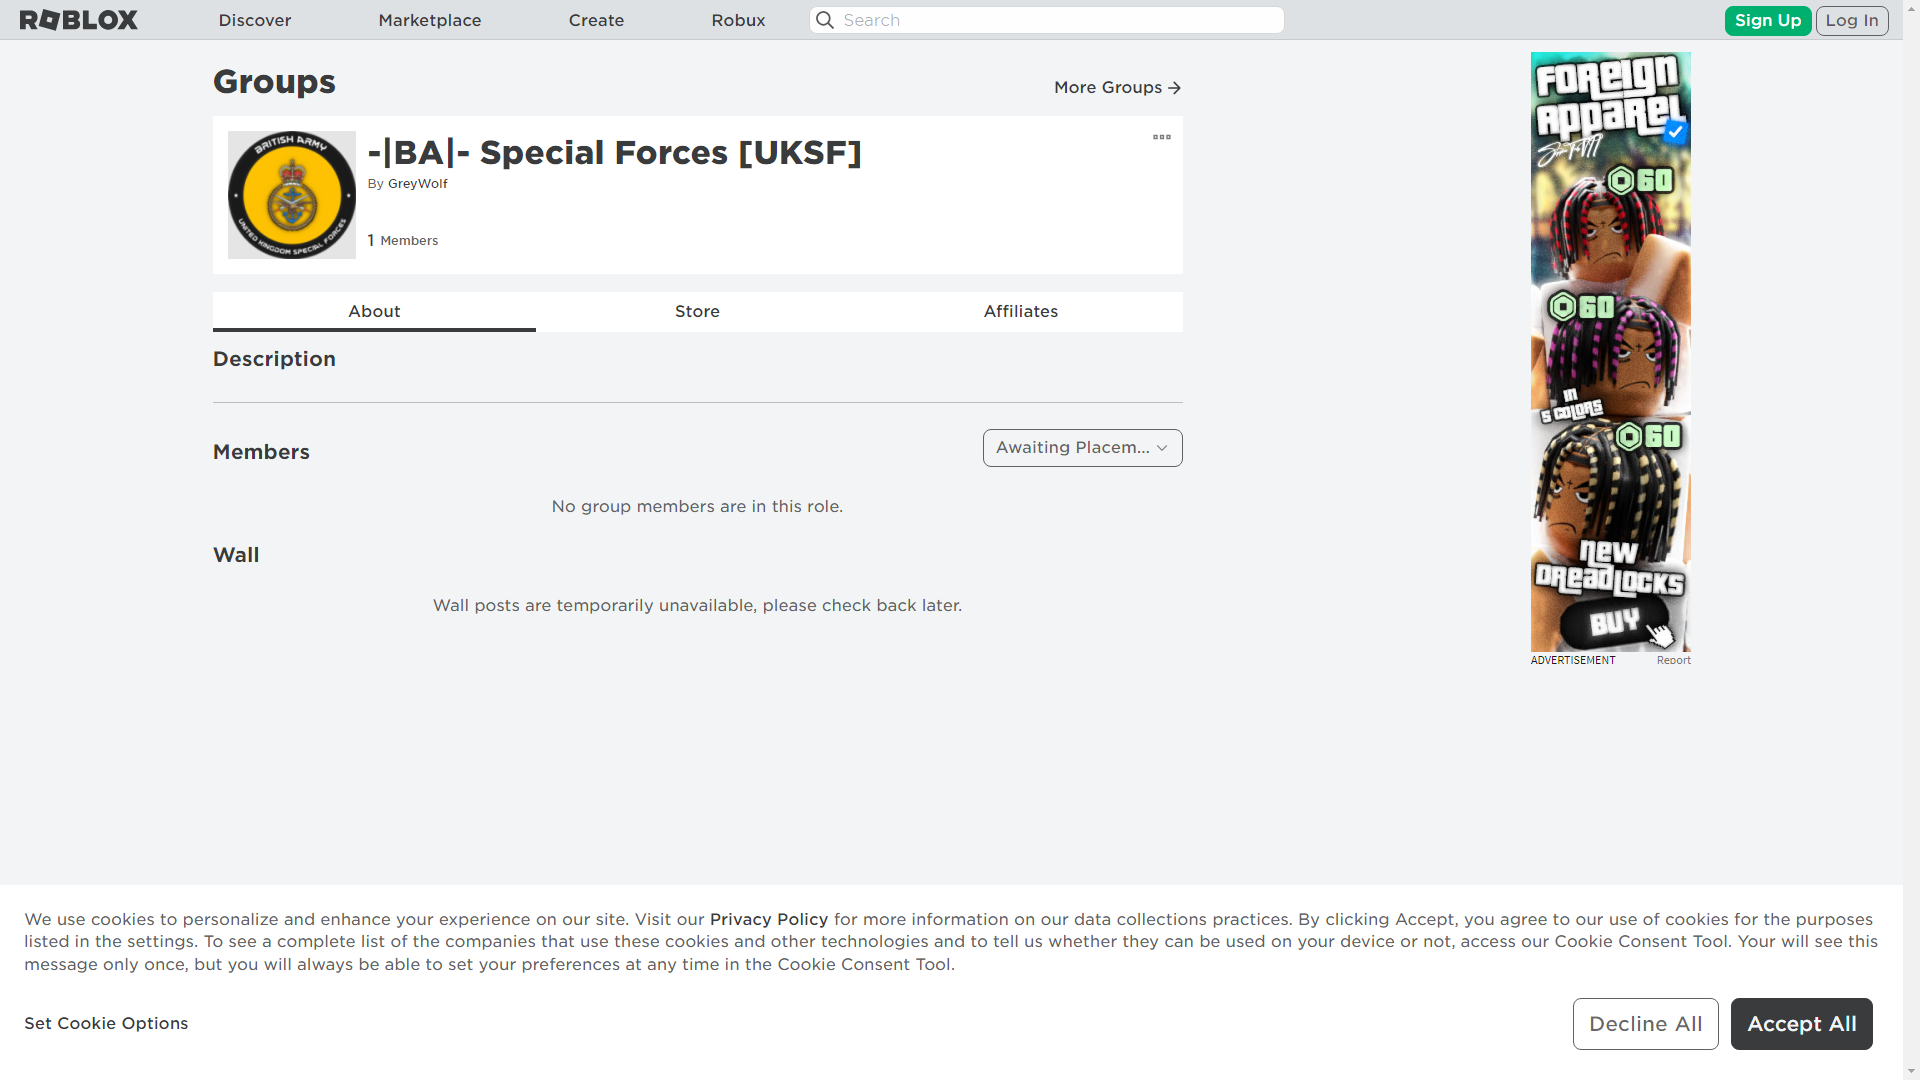 ROBLOX
Discover
Marketplace
Create
Robux
Search
Sign Up
Log In
Groups
More Groups
BRITISH ARMY
UNITED KINGDOM SPECIAL FORCES
-|BA|- Special Forces [UKSF]
By GreyWolf
1 Members
About
Store
Affiliates
Description
Members
Awaiting Placem...
No group members are in this role.
Wall
Wall posts are temporarily unavailable, please check back later.
FOREIGN
APPAREL
60
60
IN
5 COLORS
60
NEW
DREADLOCKS
BUY
ADVERTISEMENT
Report
We use cookies to personalize and enhance your experience on our site. Visit our Privacy Policy for more information on our data collections practices. By clicking Accept, you agree to our use of cookies for the purposes
listed in the settings. To see a complete list of the companies that use these cookies and other technologies and to tell us whether they can be used on your device or not, access our Cookie Consent Tool. Your will see this
message only once, but you will always be able to set your preferences at any time in the Cookie Consent Tool.
Set Cookie Options
Decline All
Accept All